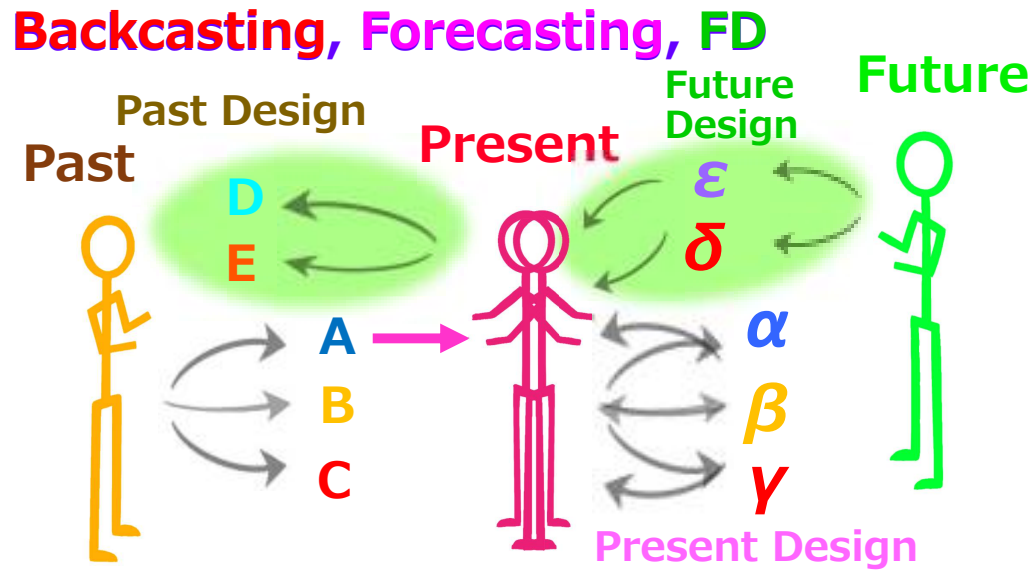 Backcasting, Forecasting, FD
Future
Future
Design
Past Design
Present
Past
D
E
A
B
C
ε
δ
α
β
γ
Present Design